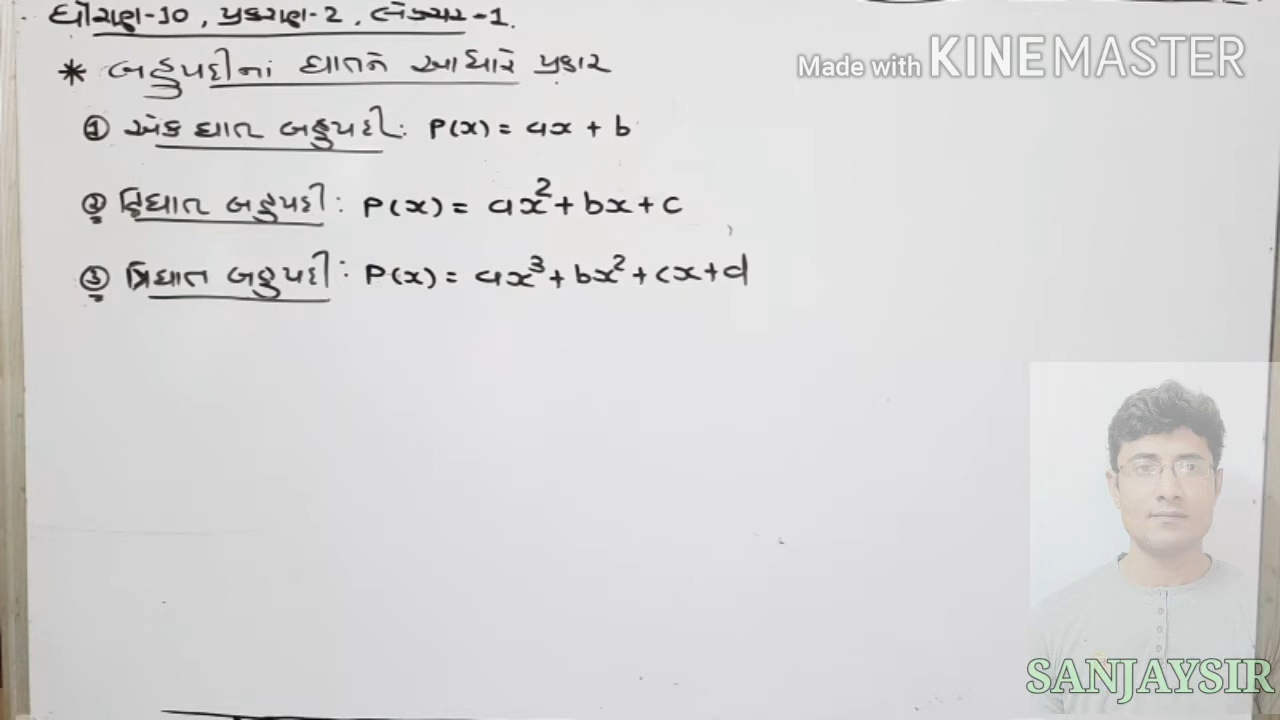 ધોરણ-10, પ્રકરણ-2, લેક્ચર-1.
Made with KINEMASTER
* બહુપદીનાં ઘાતને આધારે પ્રકાર
① એક ઘાત બહુપદી: P(x) = ax + b
② દ્વિઘાત બહુપદી: P(x) = ax² + bx + c
③ ત્રિઘાત બહુપદી: P(x) = ax³ + bx² + cx + d
SANJAYSIR